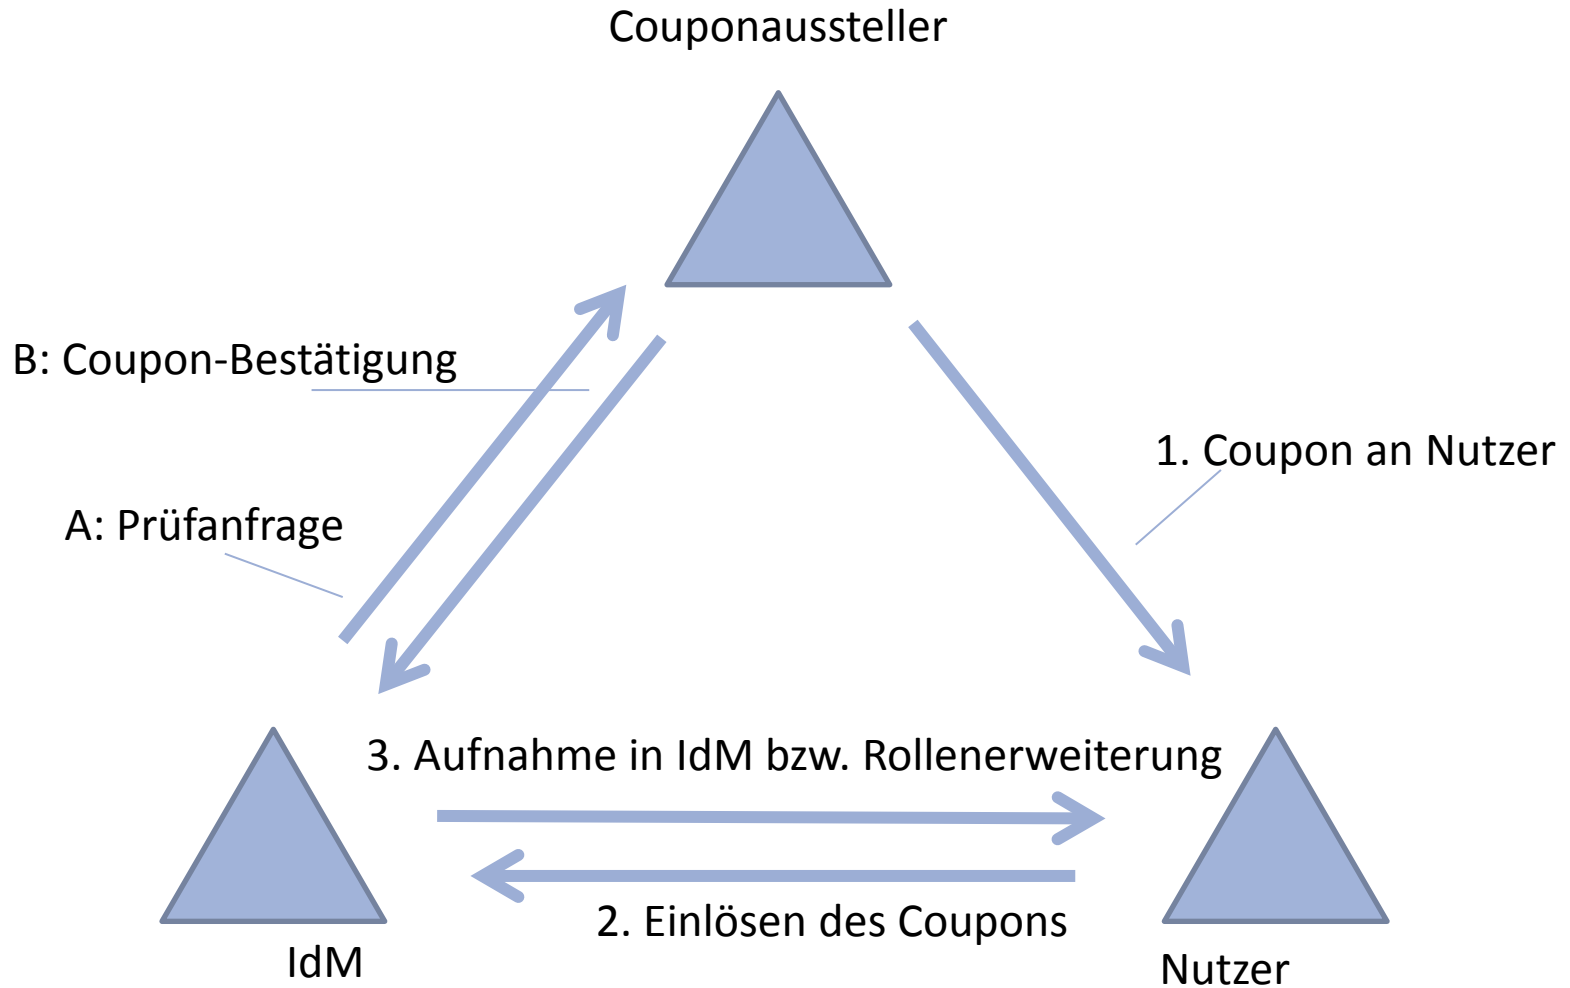 Couponaussteller
B: Coupon-Bestätigung
1. Coupon an Nutzer
A: Prüfanfrage
3. Aufnahme in IdM bzw. Rollenerweiterung
2. Einlösen des Coupons
IdM
Nutzer